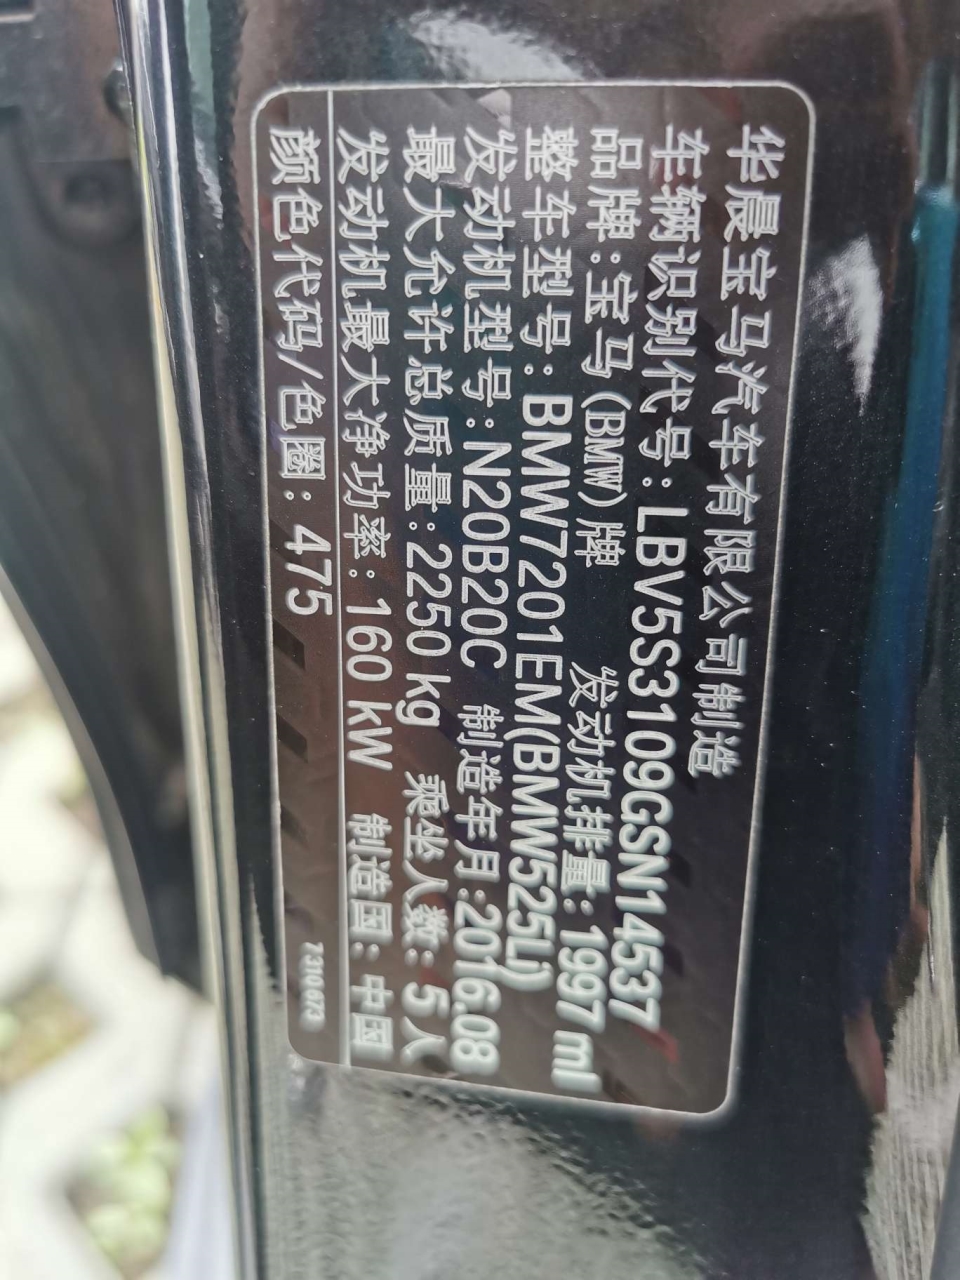 华晨宝马汽车有限公司制造
车辆识别代号:LBV5S3109GSN14537
品牌:宝马(BMW)牌 发动机排量:1997 ml
整车型号:BMW7201EM(BMW525Li)
发动机型号:N20B20C 制造年月:2016.08
最大允许总质量:2250 kg 乘坐人数:5人
发动机最大净功率:160 kW 制造国:中国
颜色代码/色圈:475
7310673